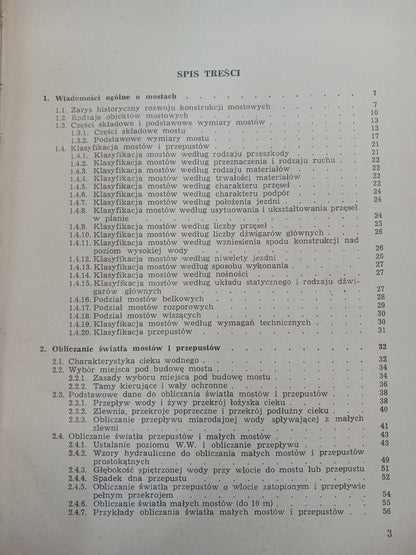 SPIS TREŚCI
1. Wiadomości ogólne o mostach . . . . . . . . . . 7
1.1. Zarys historyczny rozwoju konstrukcji mostowych . . . . 7
1.2. Rodzaje obiektów mostowych . . . . . . . . . 10
1.3. Części składowe i podstawowe wymiary mostów . . . . 13
1.3.1. Części składowe mostu . . . . . . . . 13
1.3.2. Podstawowe wymiary mostu . . . . . . . 17
1.4. Klasyfikacja mostów i przepustów . . . . . . . 21
1.4.1. Klasyfikacja mostów według rodzaju przeszkody . . . 21
1.4.2. Klasyfikacja mostów według przeznaczenia i rodzaju ruchu . 22
1.4.3. Klasyfikacja mostów według rodzaju materiałów . . . 22
1.4.4. Klasyfikacja mostów według trwałości materiałów . . . 22
1.4.5. Klasyfikacja mostów według charakteru przęseł . . . 22
1.4.6. Klasyfikacja mostów według charakteru podpór . . . 24
1.4.7. Klasyfikacja mostów według położenia jezdni . . . 24
1.4.8. Klasyfikacja mostów według usytuowania i ukształtowania przęseł
w planie . . . . . . . . . . . 24
1.4.9. Klasyfikacja mostów według liczby przęseł . . . . 25
1.4.10. Klasyfikacja mostów według liczby dźwigarów głównych . . 26
1.4.11. Klasyfikacja mostów według wzniesienia spodu konstrukcji nad
poziom wysokiej wody . . . . . . . . . 26
1.4.12. Klasyfikacja mostów według niwelety jezdni . . . . 26
1.4.13. Klasyfikacja mostów według sposobu wykonania . . . 27
1.4.14. Klasyfikacja mostów według nośności . . . . . 27
1.4.15. Klasyfikacja mostów według układu statycznego i rodzaju dźwi-
garów głównych . . . . . . . . . . 27
1.4.16. Podział mostów belkowych . . . . . . . 28
1.4.17. Podział mostów rozporowych . . . . . . . 29
1.4.18. Podział mostów wiszących . . . . . . . 30
1.4.19. Klasyfikacja mostów według wymagań technicznych . . . 30
1.4.20. Klasyfikacja przepustów . . . . . . . . 31
2. Obliczanie światła mostów i przepustów . . . . . . . 32
2.1. Charakterystyka cieku wodnego . . . . . . . . 32
2.2. Wybór miejsca pod budowę mostu . . . . . . . 34
2.2.1. Zasady wyboru miejsca pod budowę mostu . . . . 34
2.2.2. Tamy kierujące i wały ochronne . . . . . . 36
2.3. Podstawowe dane do obliczania światła mostów i przepustów . . 38
2.3.1. Przepływ wody i żywy przekrój łożyska cieku . . . 38
2.3.2. Zlewnia, przekroje poprzeczne i przekrój podłużny cieku . . 40
2.3.3. Obliczanie przepływu miarodajnej wody spływającej z małych
zlewni . . . . . . . . . . . 41
2.4. Obliczanie światła przepustów i małych mostów . . . . 43
2.4.1. Ustalanie poziomu W.W. i obliczanie przepływu . . . 43
2.4.2. Wzory hydrauliczne do obliczania małych mostów i przepustów
prostokątnych . . . . . . . . . . 49
2.4.3. Głębokość spiętrzonej wody przy wlocie do mostu lub przepustu 51
2.4.4. Spadek dna przepustu . . . . . . . . 52
2.4.5. Obliczanie światła przepustów o wlocie zatopionym i przepływie
pełnym przekrojem . . . . . . . . . 54
2.4.6. Obliczanie światła małych mostów (do 10 m) . . . . 55
2.4.7. Przykłady obliczania światła małych mostów i przepustów . . 56
3